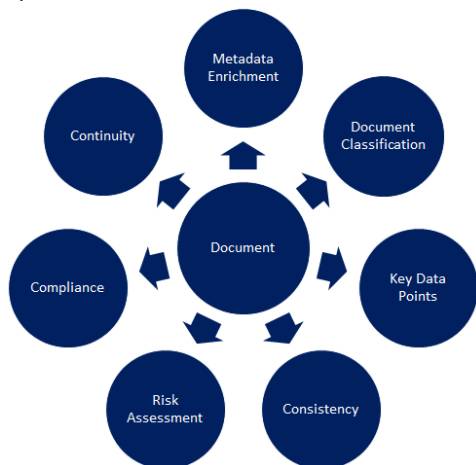 Metadata
Enrichment
Document
Classification
Key Data
Points
Consistency
Risk
Assessment
Compliance
Continuity
Document